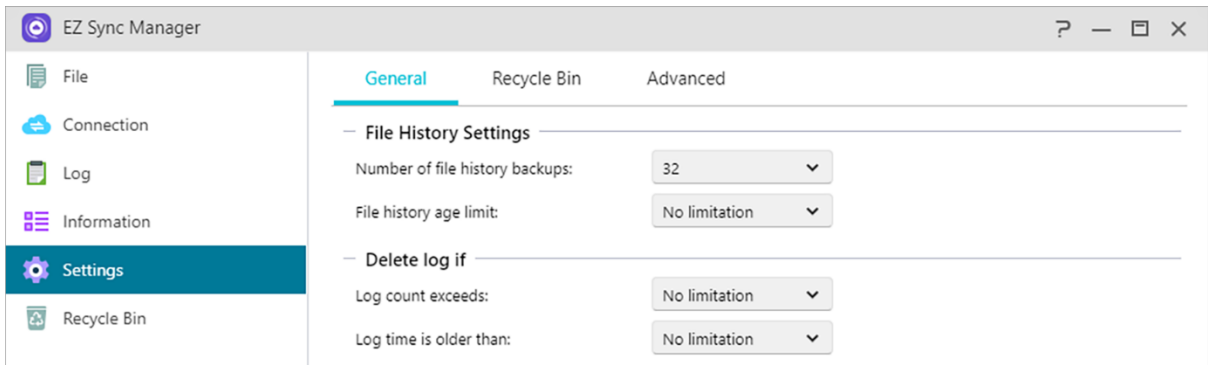 EZ Sync Manager
File
Connection
Log
Information
Settings
Recycle Bin
General Recycle Bin Advanced
File History Settings
Number of file history backups: 32
File history age limit: No limitation
Delete log if
Log count exceeds: No limitation
Log time is older than: No limitation